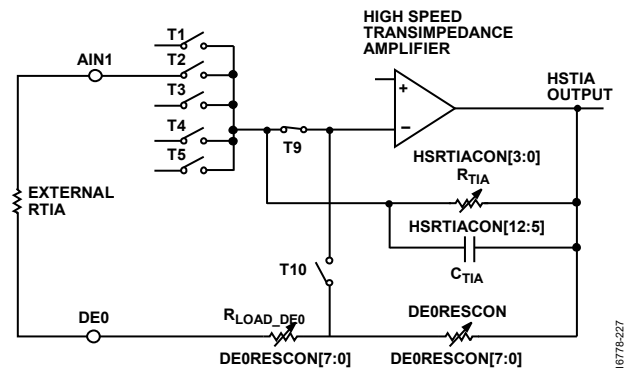 HIGH SPEED
TRANSIMPEDANCE
AMPLIFIER
T1
AIN1
T2
HSTIA
OUTPUT
+
T3
T4
–
T9
T5
HSRTIACON[3:0]
RTIA
EXTERNAL
RTIA
HSRTIACON[12:5]
T10
CTIA
DE0
RLOAD_DE0
DE0RESCON
DE0RESCON[7:0]
DE0RESCON[7:0]
16778-227